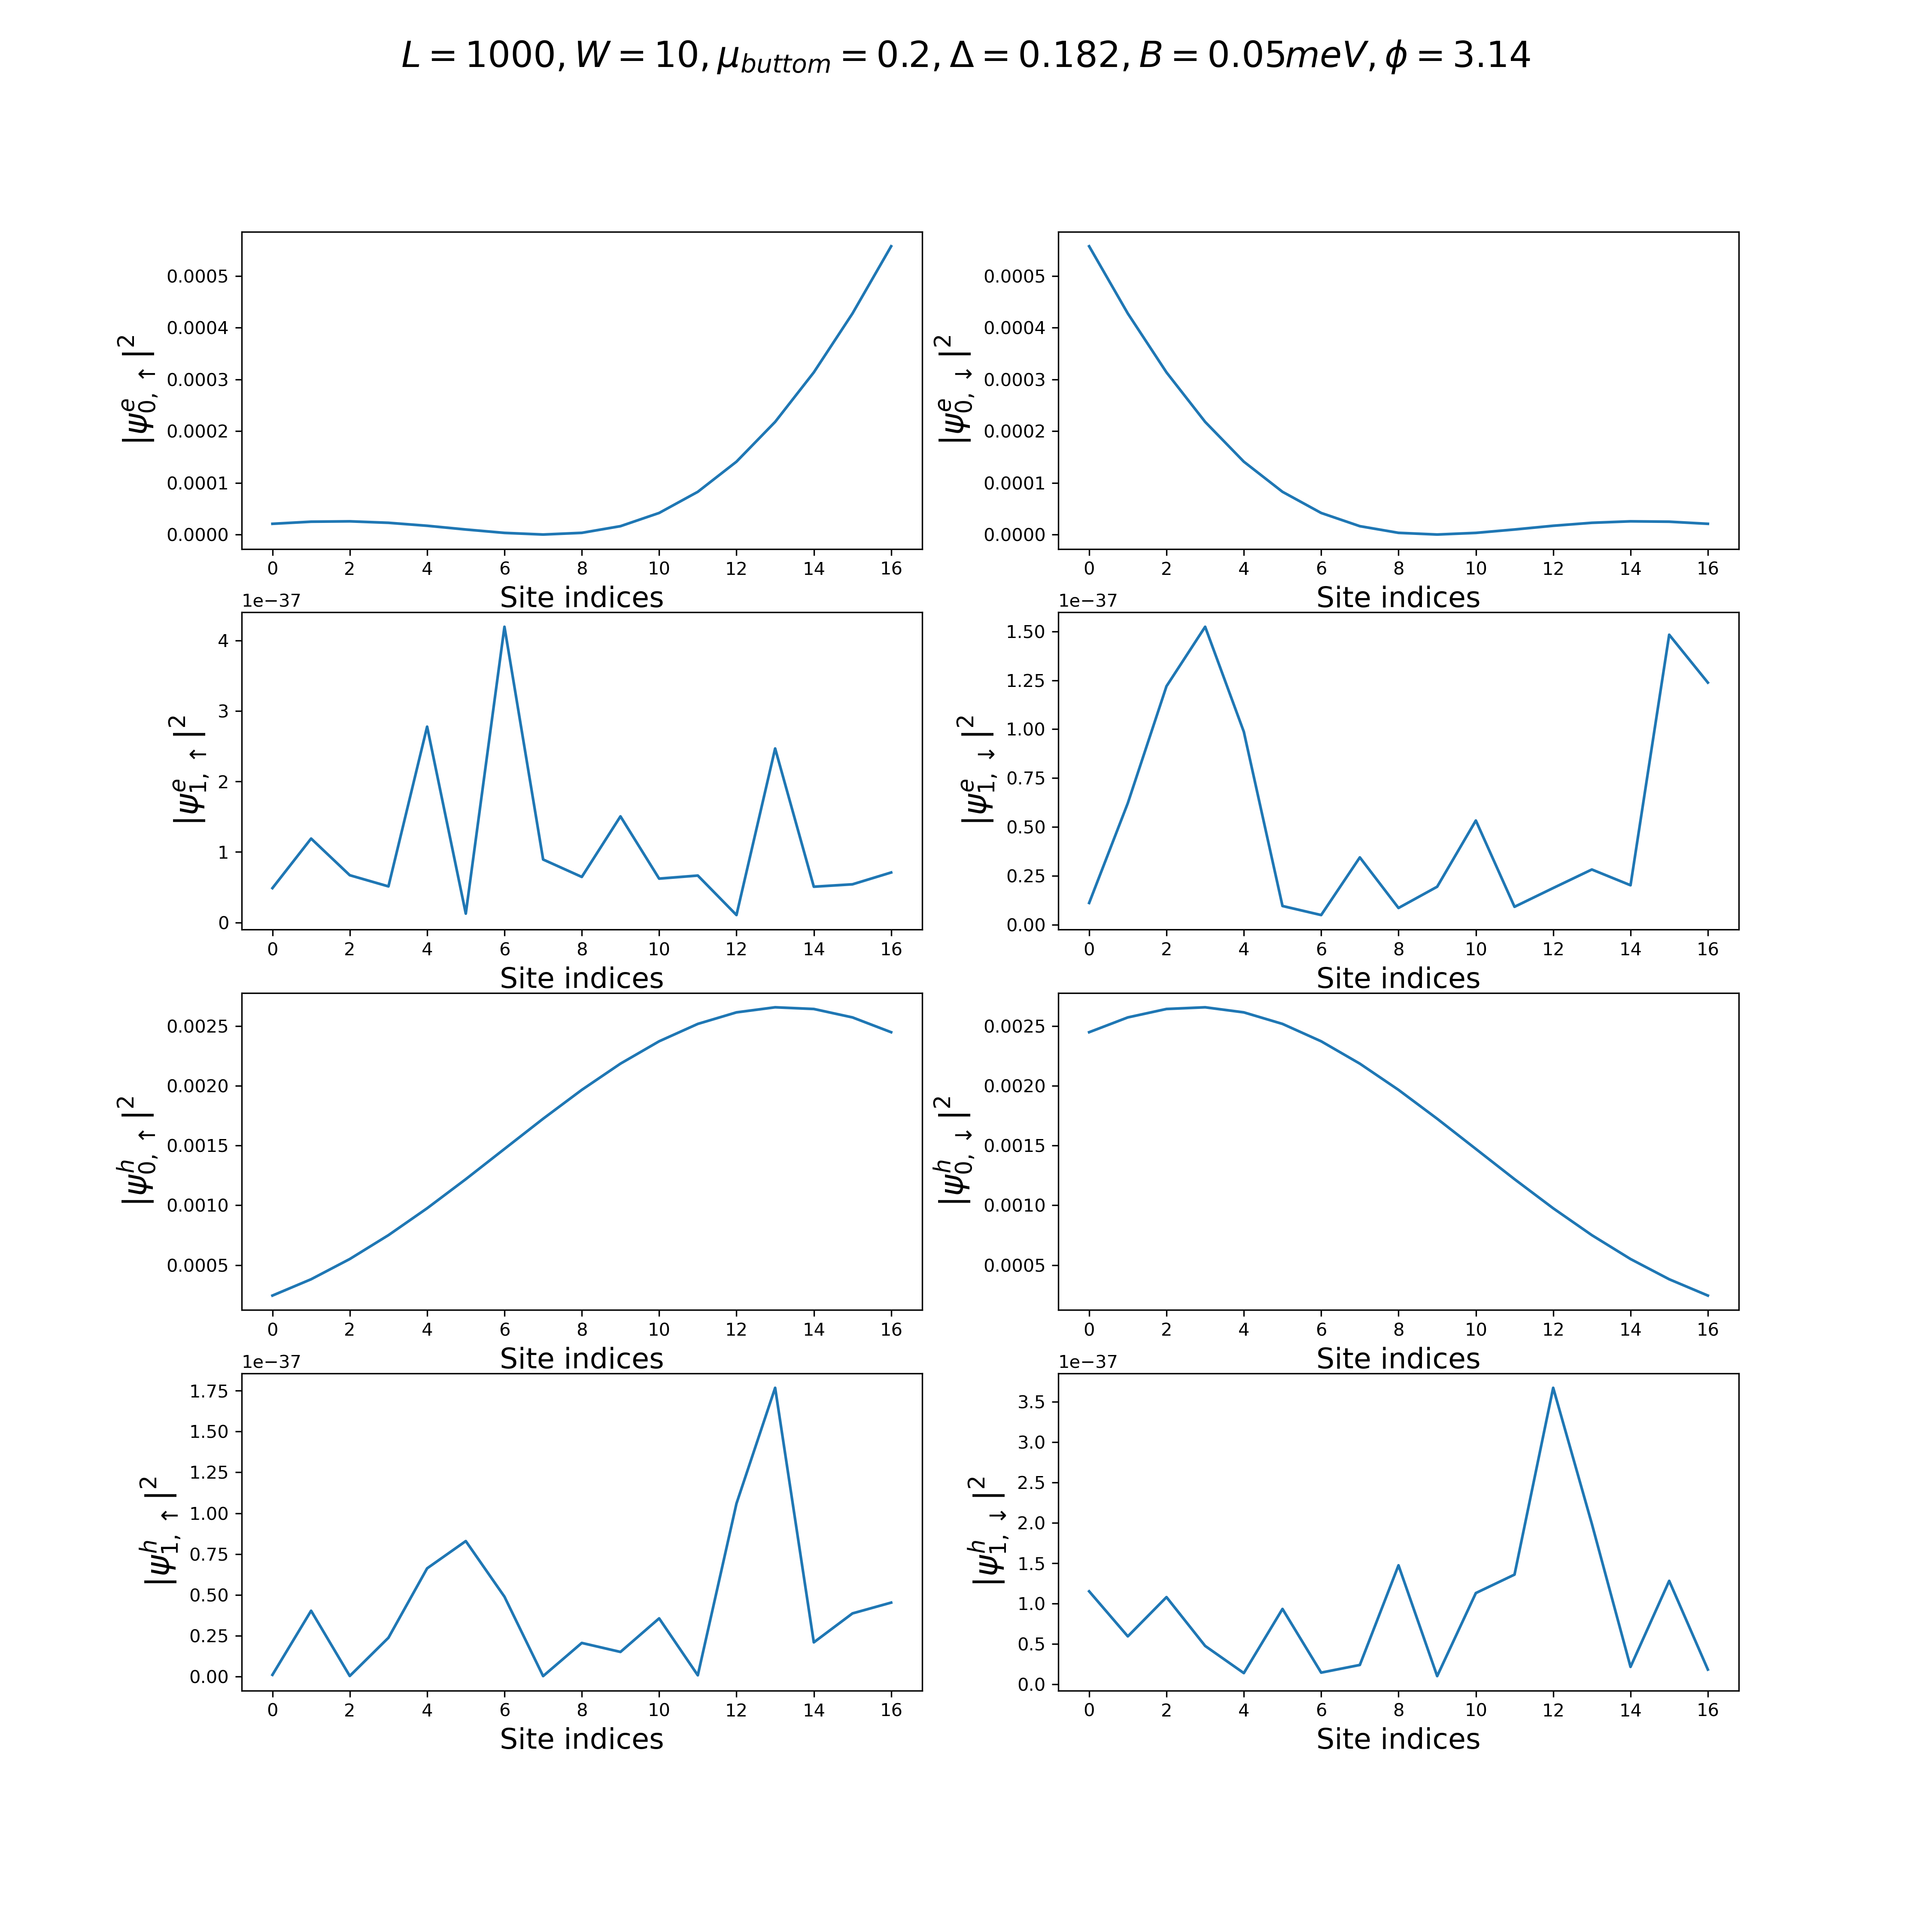 L = 1000, W = 10, μ_buttom = 0.2, Δ = 0.182, B = 0.05meV, ϕ = 3.14
|ψ^e_{0,↑}|^2
0.0005
0.0004
0.0003
0.0002
0.0001
0.0000
0 2 4 6 8 10 12 14 16
Site indices
|ψ^e_{0,↓}|^2
0.0005
0.0004
0.0003
0.0002
0.0001
0.0000
0 2 4 6 8 10 12 14 16
Site indices
1e−37
|ψ^e_{1,↑}|^2
4
3
2
1
0
0 2 4 6 8 10 12 14 16
Site indices
1e−37
|ψ^e_{1,↓}|^2
1.50
1.25
1.00
0.75
0.50
0.25
0.00
0 2 4 6 8 10 12 14 16
Site indices
|ψ^h_{0,↑}|^2
0.0025
0.0020
0.0015
0.0010
0.0005
0 2 4 6 8 10 12 14 16
Site indices
|ψ^h_{0,↓}|^2
0.0025
0.0020
0.0015
0.0010
0.0005
0 2 4 6 8 10 12 14 16
Site indices
1e−37
|ψ^h_{1,↑}|^2
1.75
1.50
1.25
1.00
0.75
0.50
0.25
0.00
0 2 4 6 8 10 12 14 16
Site indices
1e−37
|ψ^h_{1,↓}|^2
3.5
3.0
2.5
2.0
1.5
1.0
0.5
0.0
0 2 4 6 8 10 12 14 16
Site indices